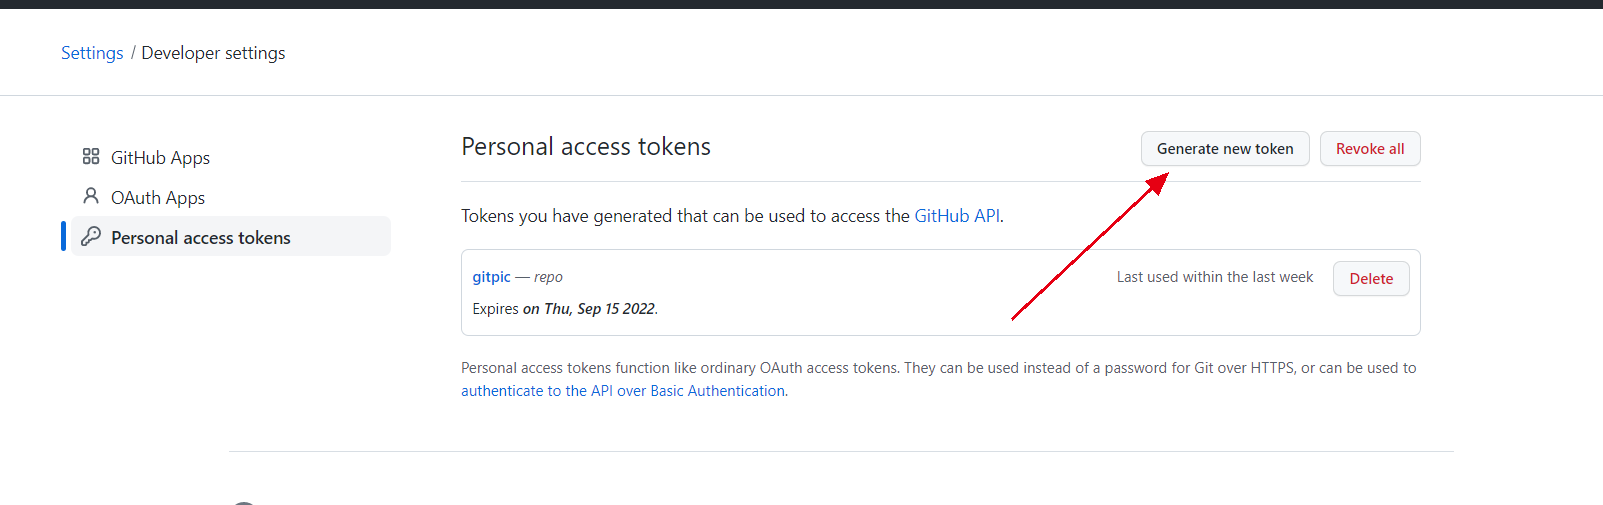 Settings / Developer settings
GitHub Apps
OAuth Apps
Personal access tokens
Personal access tokens
Generate new token
Revoke all
Tokens you have generated that can be used to access the GitHub API.
gitpic — repo
Last used within the last week
Delete
Expires on Thu, Sep 15 2022.
Personal access tokens function like ordinary OAuth access tokens. They can be used instead of a password for Git over HTTPS, or can be used to
authenticate to the API over Basic Authentication.